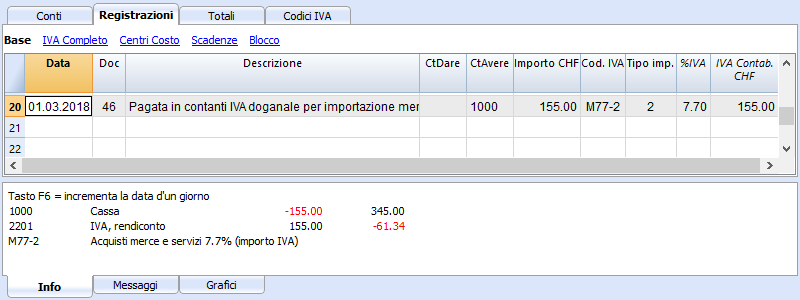 Conti Registrazioni Totali Codici IVA
Base IVA Completo Centri Costo Scadenze Blocco
Data Doc Descrizione CtDare CtAvere Importo CHF Cod. IVA Tipo imp. %IVA IVA Contab. CHF
20 01.03.2018 46 Pagata in contanti IVA doganale per importazione mer 1000 155.00 M77-2 2 7.70 155.00
21
22
Tasto F6 = incrementa la data d'un giorno
1000 Cassa -155.00 345.00
2201 IVA, rendiconto 155.00 -61.34
M77-2 Acquisti merce e servizi 7.7% (importo IVA)
Info Messaggi Grafici